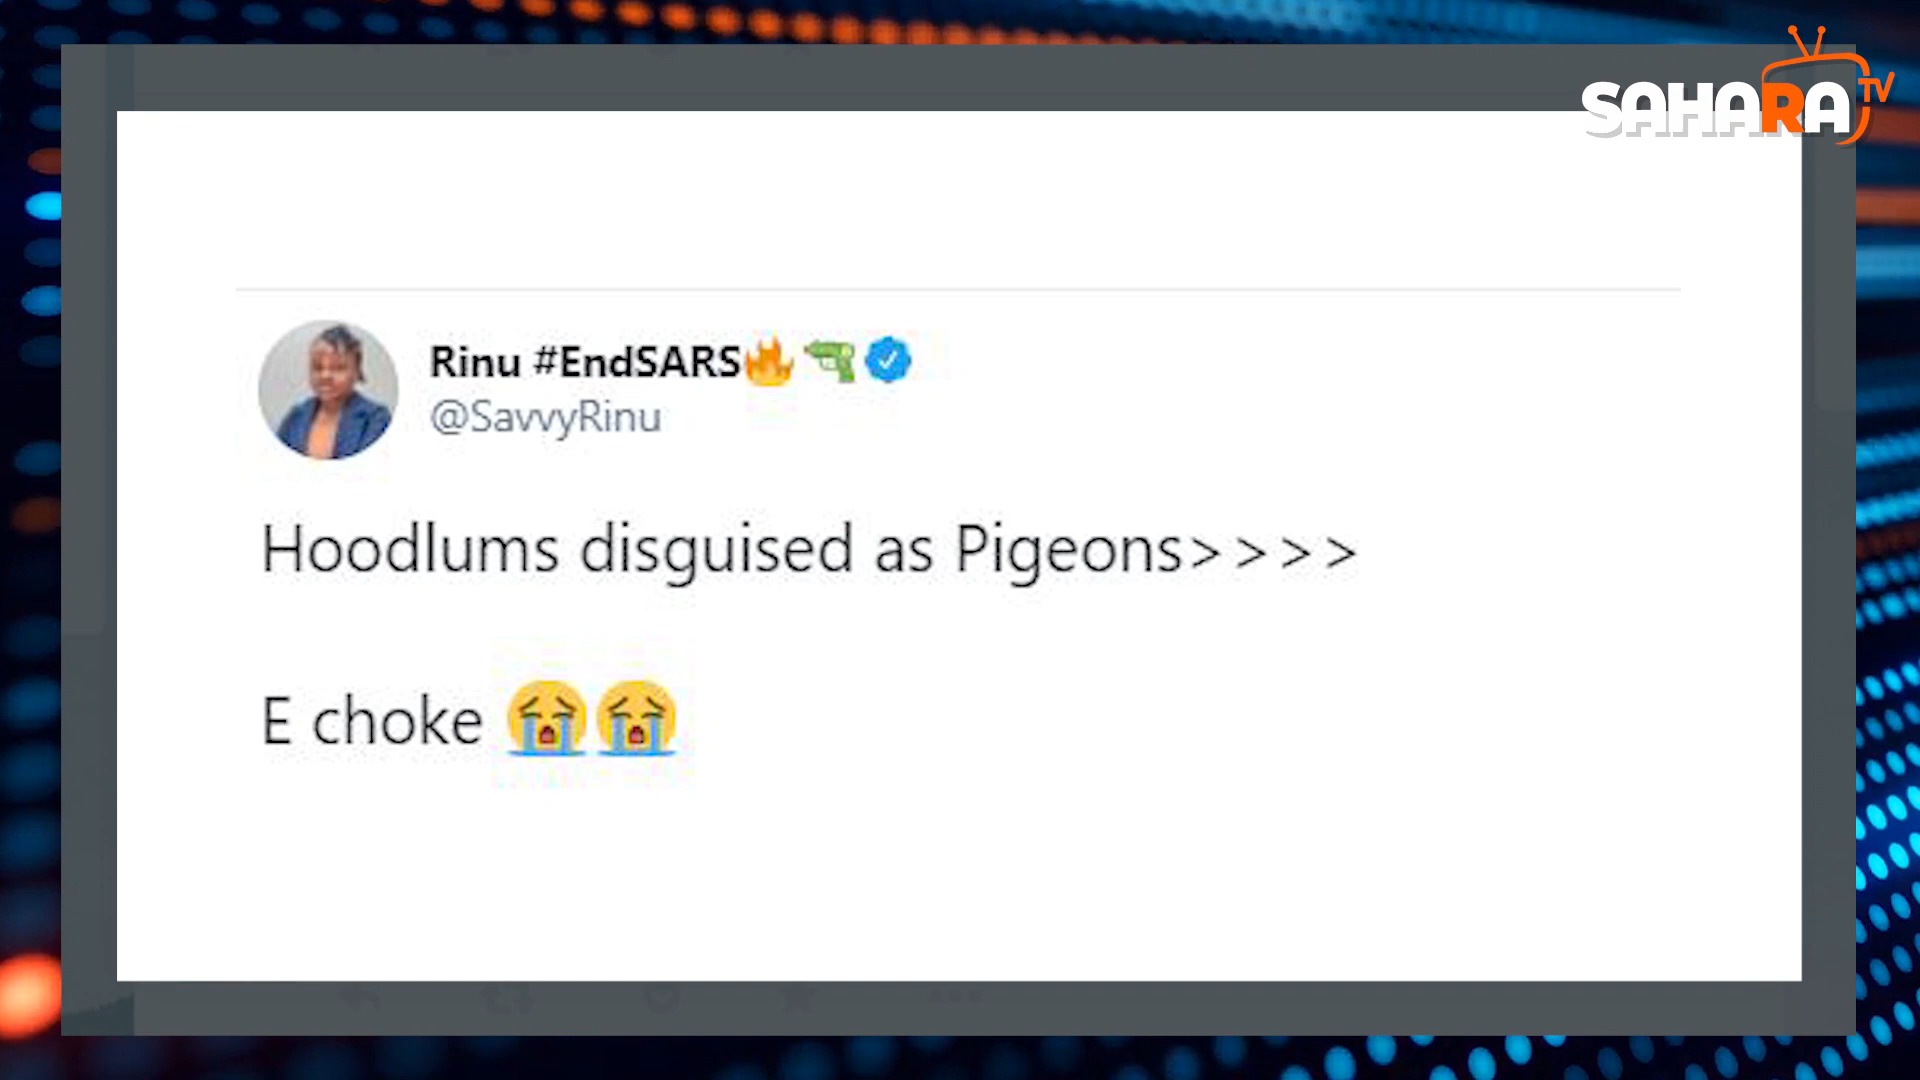 SAHARA TV
Rinu #EndSARS🔥🔫
@SavvyRinu
Hoodlums disguised as Pigeons>>>>
E choke 😭😭